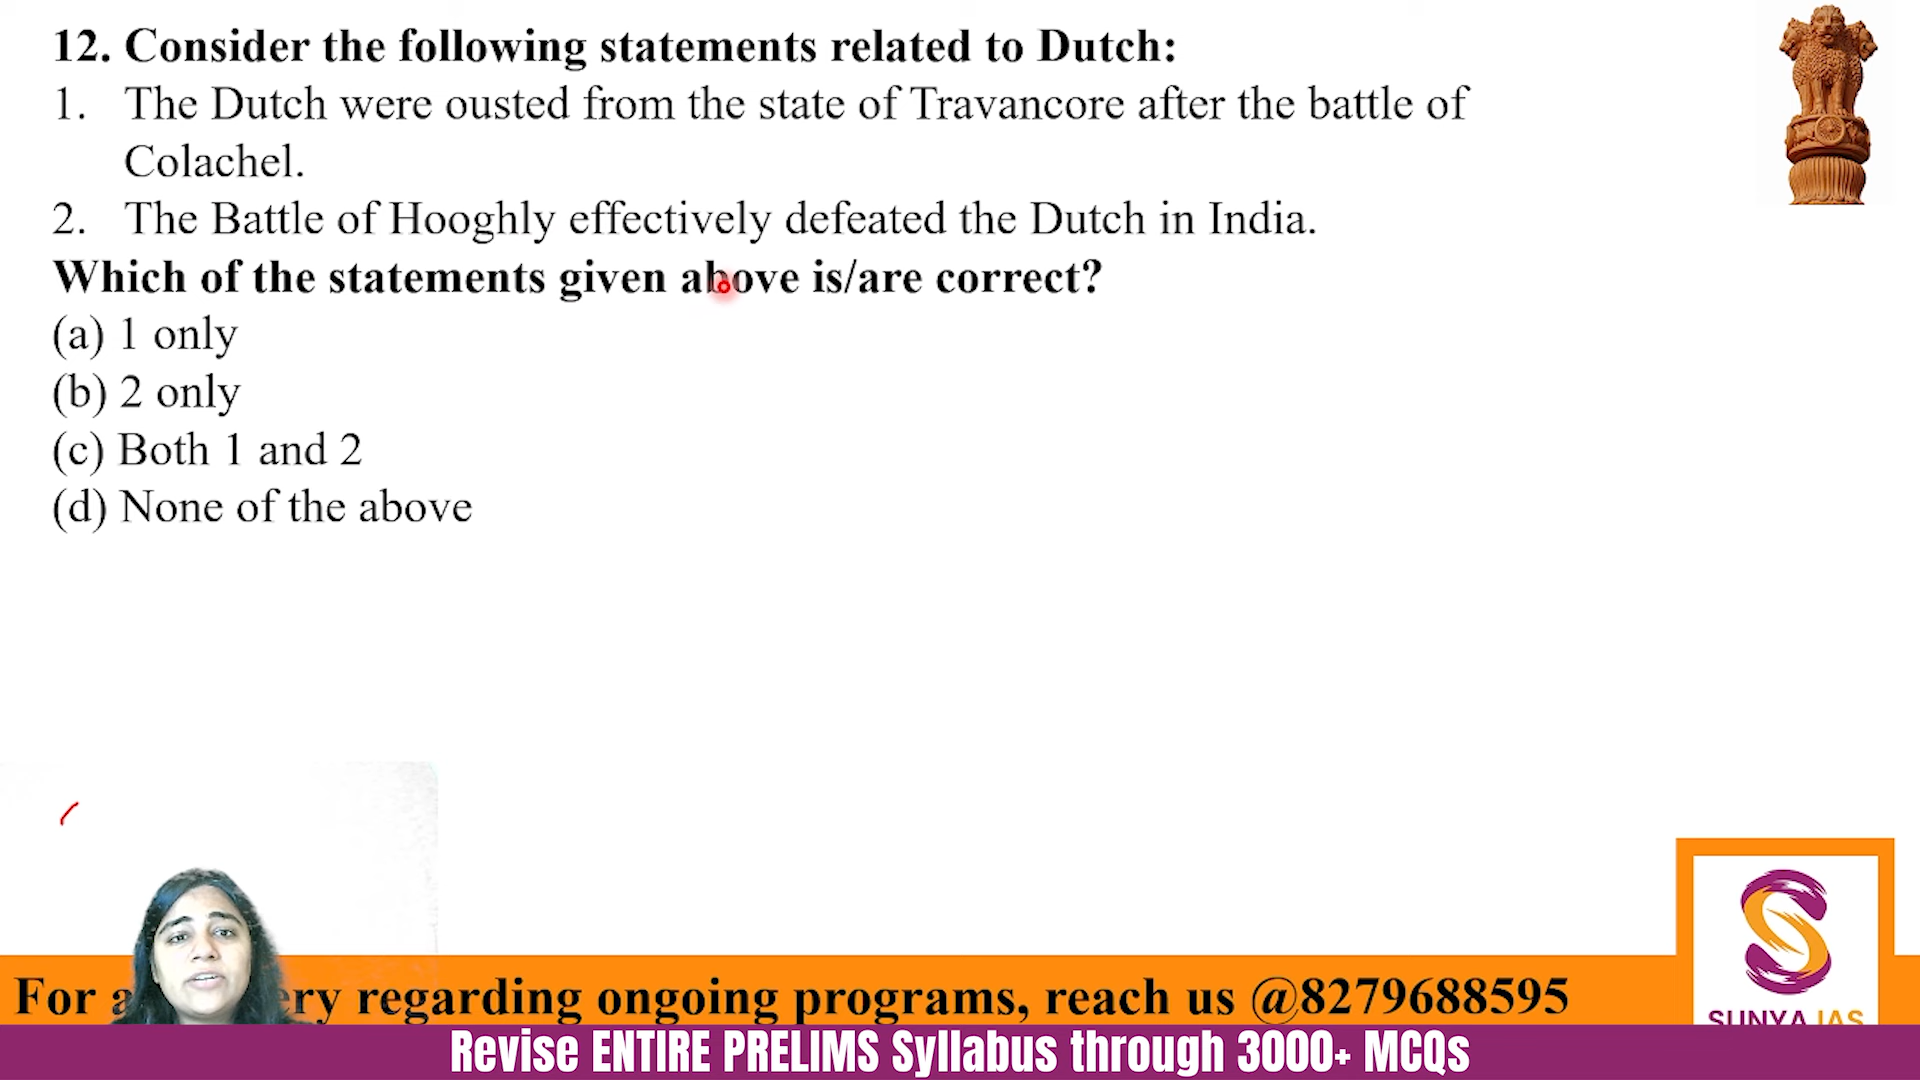 12. Consider the following statements related to Dutch:
1. The Dutch were ousted from the state of Travancore after the battle of
Colachel.
2. The Battle of Hooghly effectively defeated the Dutch in India.
Which of the statements given above is/are correct?
(a) 1 only
(b) 2 only
(c) Both 1 and 2
(d) None of the above
For a ry regarding ongoing programs, reach us @8279688595
SUNYA IAS
Revise ENTIRE PRELIMS Syllabus through 3000+ MCQs